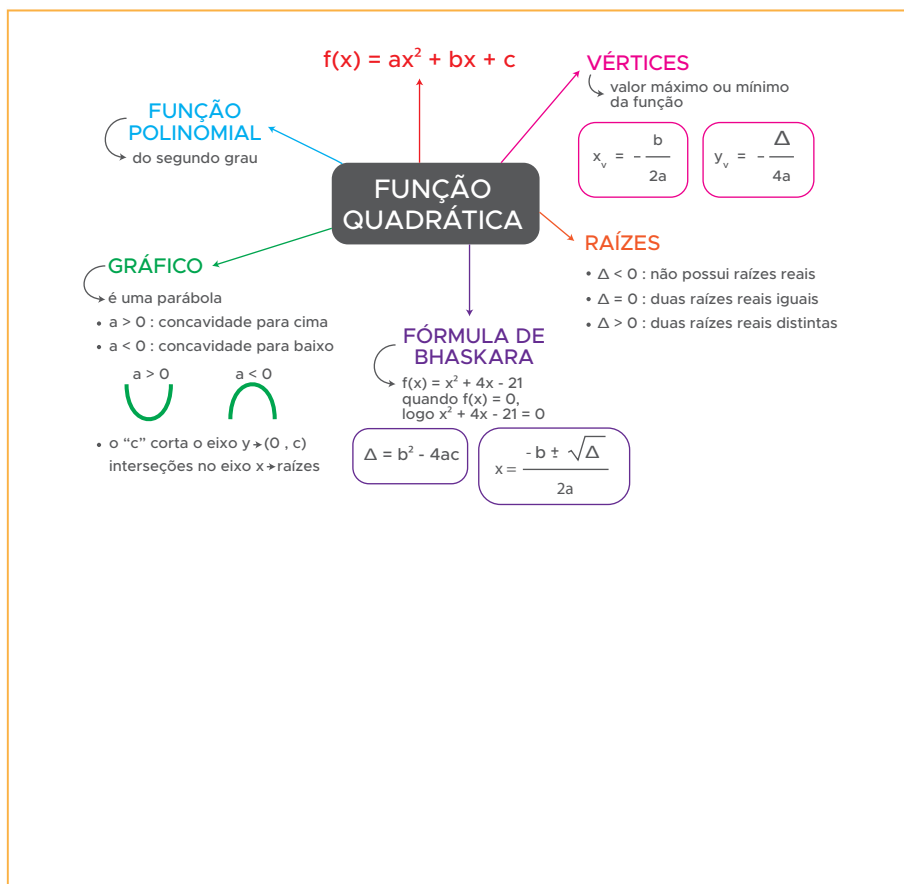 f(x) = ax² + bx + c
FUNÇÃO
POLINOMIAL
do segundo grau
VÉRTICES
valor máximo ou mínimo
da função
xᵥ = - b/2a
yᵥ = - Δ/4a
FUNÇÃO
QUADRÁTICA
GRÁFICO
é uma parábola
• a > 0 : concavidade para cima
• a < 0 : concavidade para baixo
a > 0 a < 0
• o “c” corta o eixo y → (0 , c)
interseções no eixo x → raízes
FÓRMULA DE
BHASKARA
f(x) = x² + 4x - 21
quando f(x) = 0,
logo x² + 4x - 21 = 0
Δ = b² - 4ac
x = -b ± √Δ / 2a
RAÍZES
• Δ < 0 : não possui raízes reais
• Δ = 0 : duas raízes reais iguais
• Δ > 0 : duas raízes reais distintas